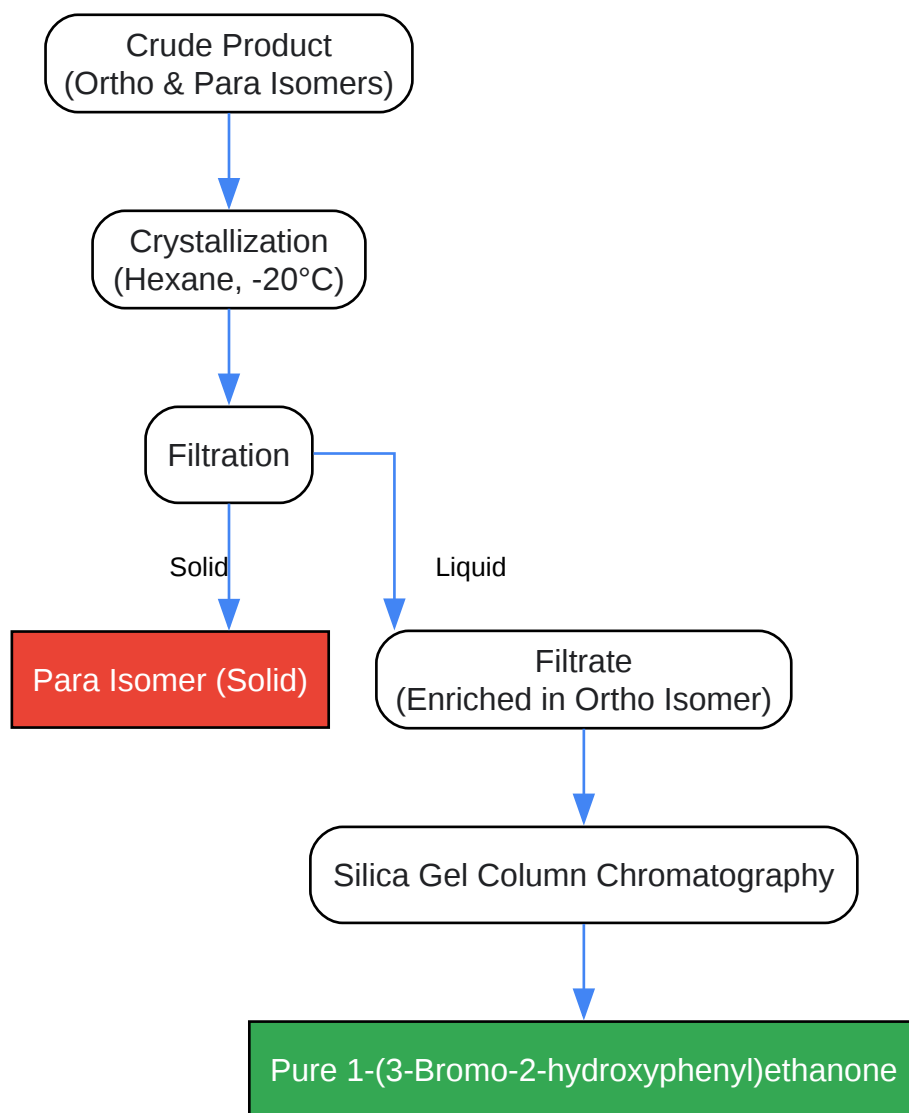 Crude Product
(Ortho & Para Isomers)
Crystallization
(Hexane, -20°C)
Filtration
Solid
Liquid
Para Isomer (Solid)
Filtrate
(Enriched in Ortho Isomer)
Silica Gel Column Chromatography
Pure 1-(3-Bromo-2-hydroxyphenyl)ethanone